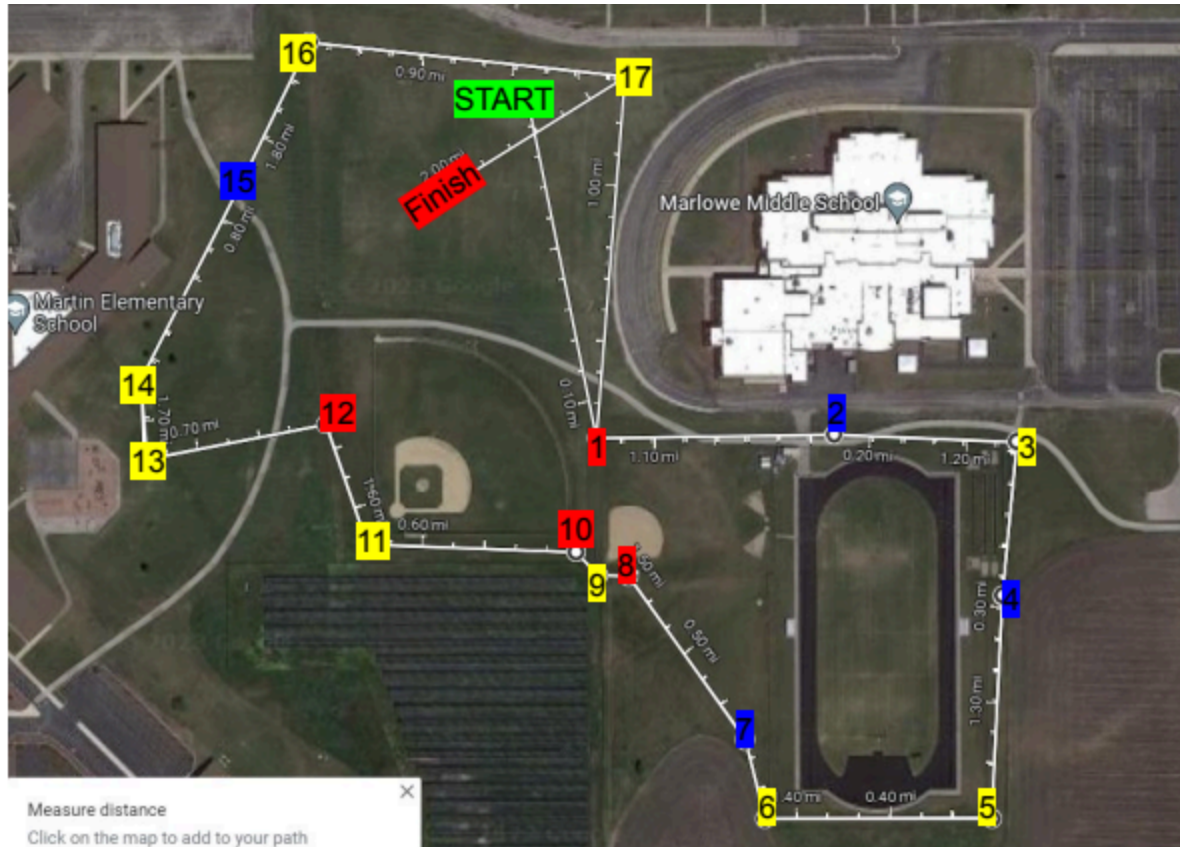 16
0.90 mi
17
START
1.80 mi
2.00 mi
Finish
1.00 mi
15
0.80 mi
Marlowe Middle School
Martin Elementary
School
14
1.70 mi
0.70 mi
13
12
0.10 mi
1
1.10 mi
2
0.20 mi
1.20 mi
3
1.60 mi
0.60 mi
11
10
9
8
0.50 mi
0.30 mi
4
1.30 mi
7
6
0.40 mi
5
Measure distance
Click on the map to add to your path